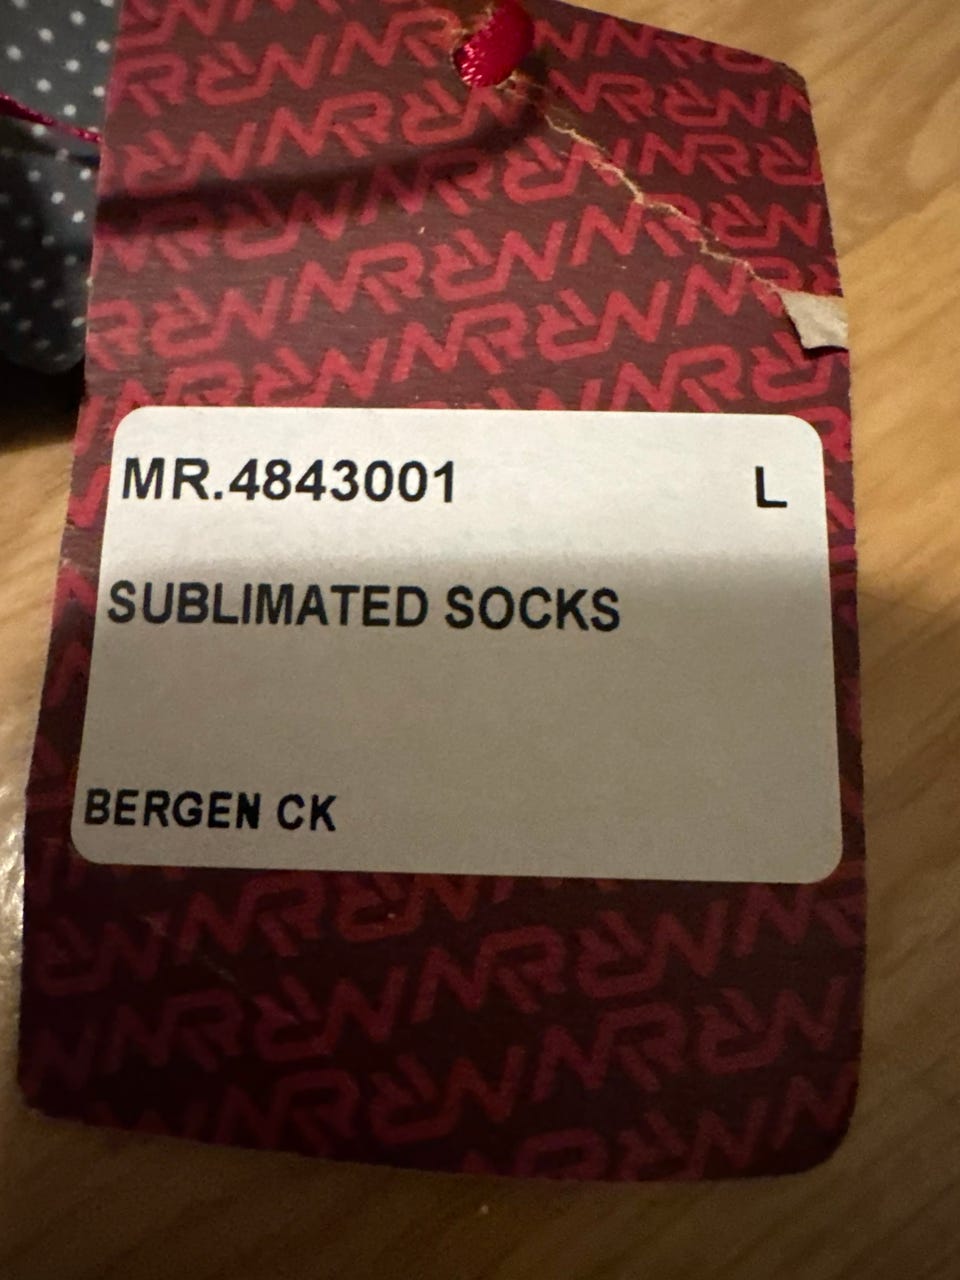 MR.4843001 L
SUBLIMATED SOCKS
BERGEN CK